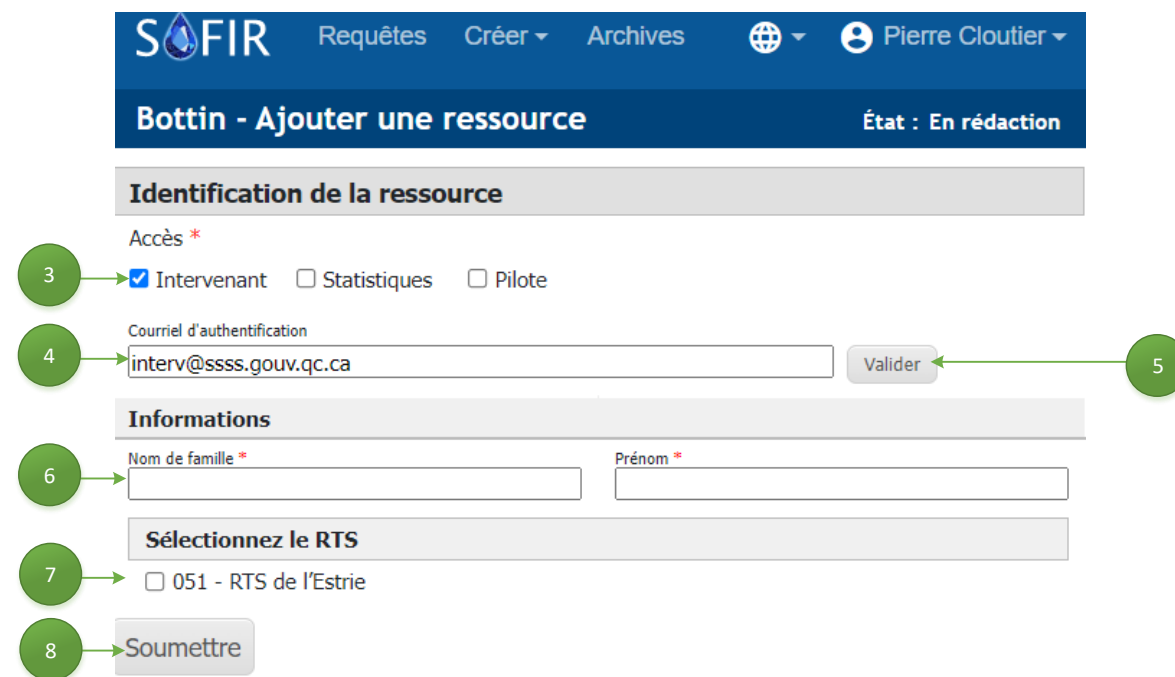 SAFIR Requêtes Créer Archives Pierre Cloutier
Bottin - Ajouter une ressource État : En rédaction
Identification de la ressource
Accès *
3 Intervenant Statistiques Pilote
Courriel d'authentification
4 interv@ssss.gouv.qc.ca Valider 5
Informations
Nom de famille * Prénom *
6
Sélectionnez le RTS
7 051 - RTS de l’Estrie
8 Soumettre